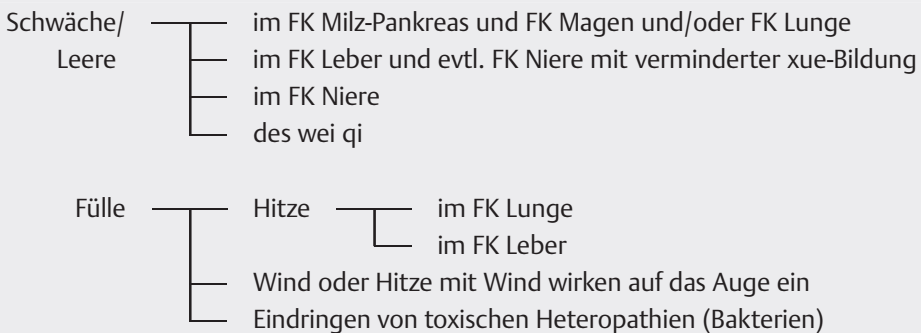 Schwäche/ im FK Milz-Pankreas und FK Magen und/oder FK Lunge
Leere im FK Leber und evtl. FK Niere mit verminderter xue-Bildung
im FK Niere
des wei qi
Fülle Hitze im FK Lunge
im FK Leber
Wind oder Hitze mit Wind wirken auf das Auge ein
Eindringen von toxischen Heteropathien (Bakterien)